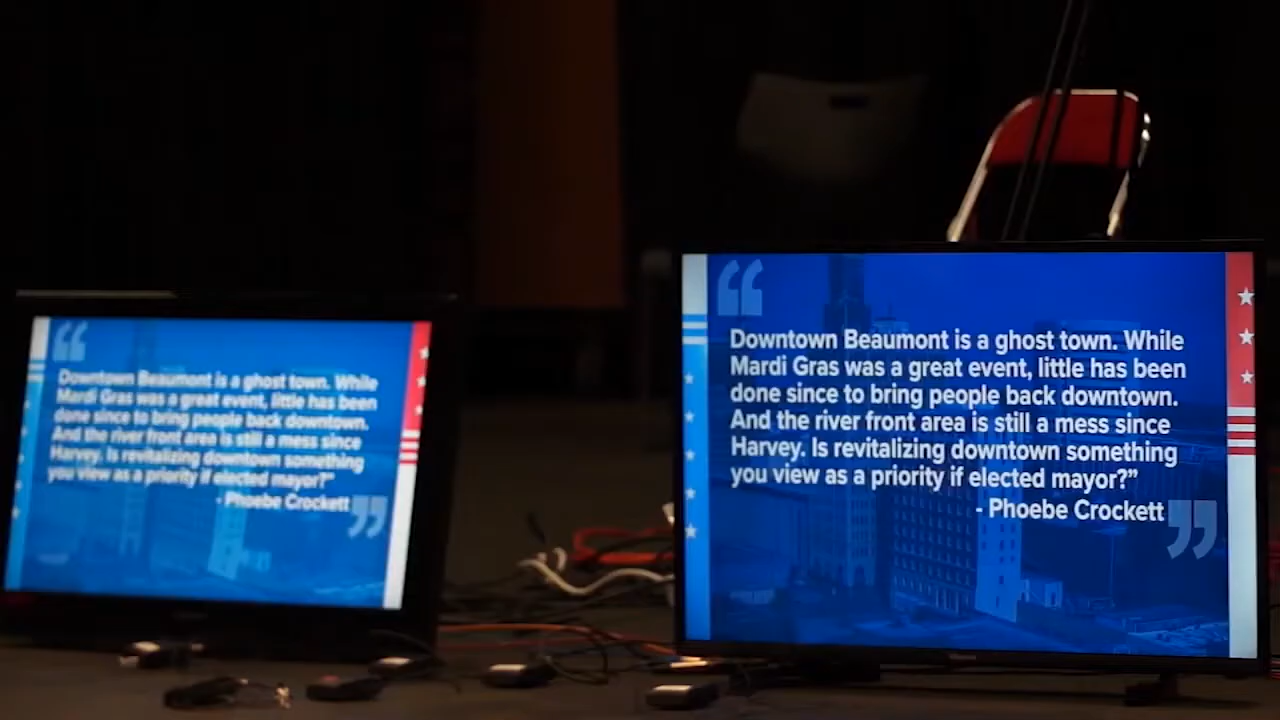 Downtown Beaumont is a ghost town. While
Mardi Gras was a great event, little has been
done since to bring people back downtown.
And the river front area is still a mess since
Harvey. Is revitalizing downtown something
you view as a priority if elected mayor?”
- Phoebe Crockett
Downtown Beaumont is a ghost town. While
Mardi Gras was a great event, little has been
done since to bring people back downtown.
And the river front area is still a mess since
Harvey. Is revitalizing downtown something
you view as a priority if elected mayor?”
- Phoebe Crockett